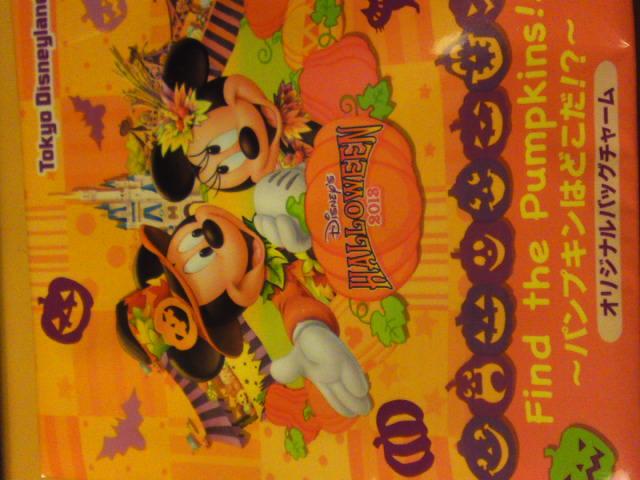 Tokyo Disneyland
Disney's
HALLOWEEN
2013
Find the Pumpkins!!
~パンプキンはどこだ!?~
オリジナルバッグチャーム